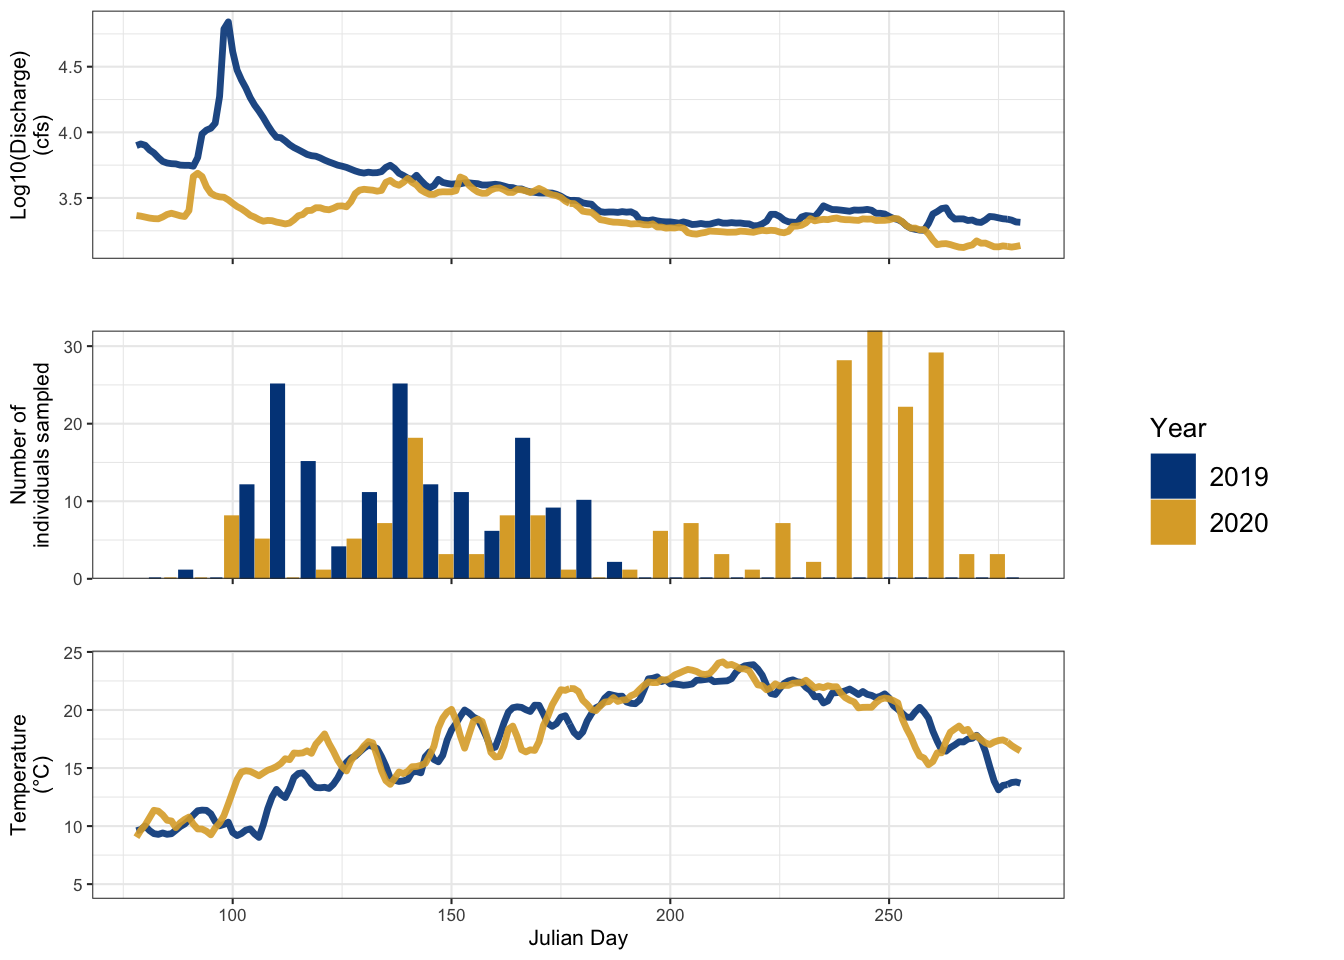 Log10(Discharge)
(cfs)
4.5
4.0
3.5
Number of
individuals sampled
30
20
10
0
Year
2019
2020
Temperature
(°C)
25
20
15
10
5
100
150
200
250
Julian Day